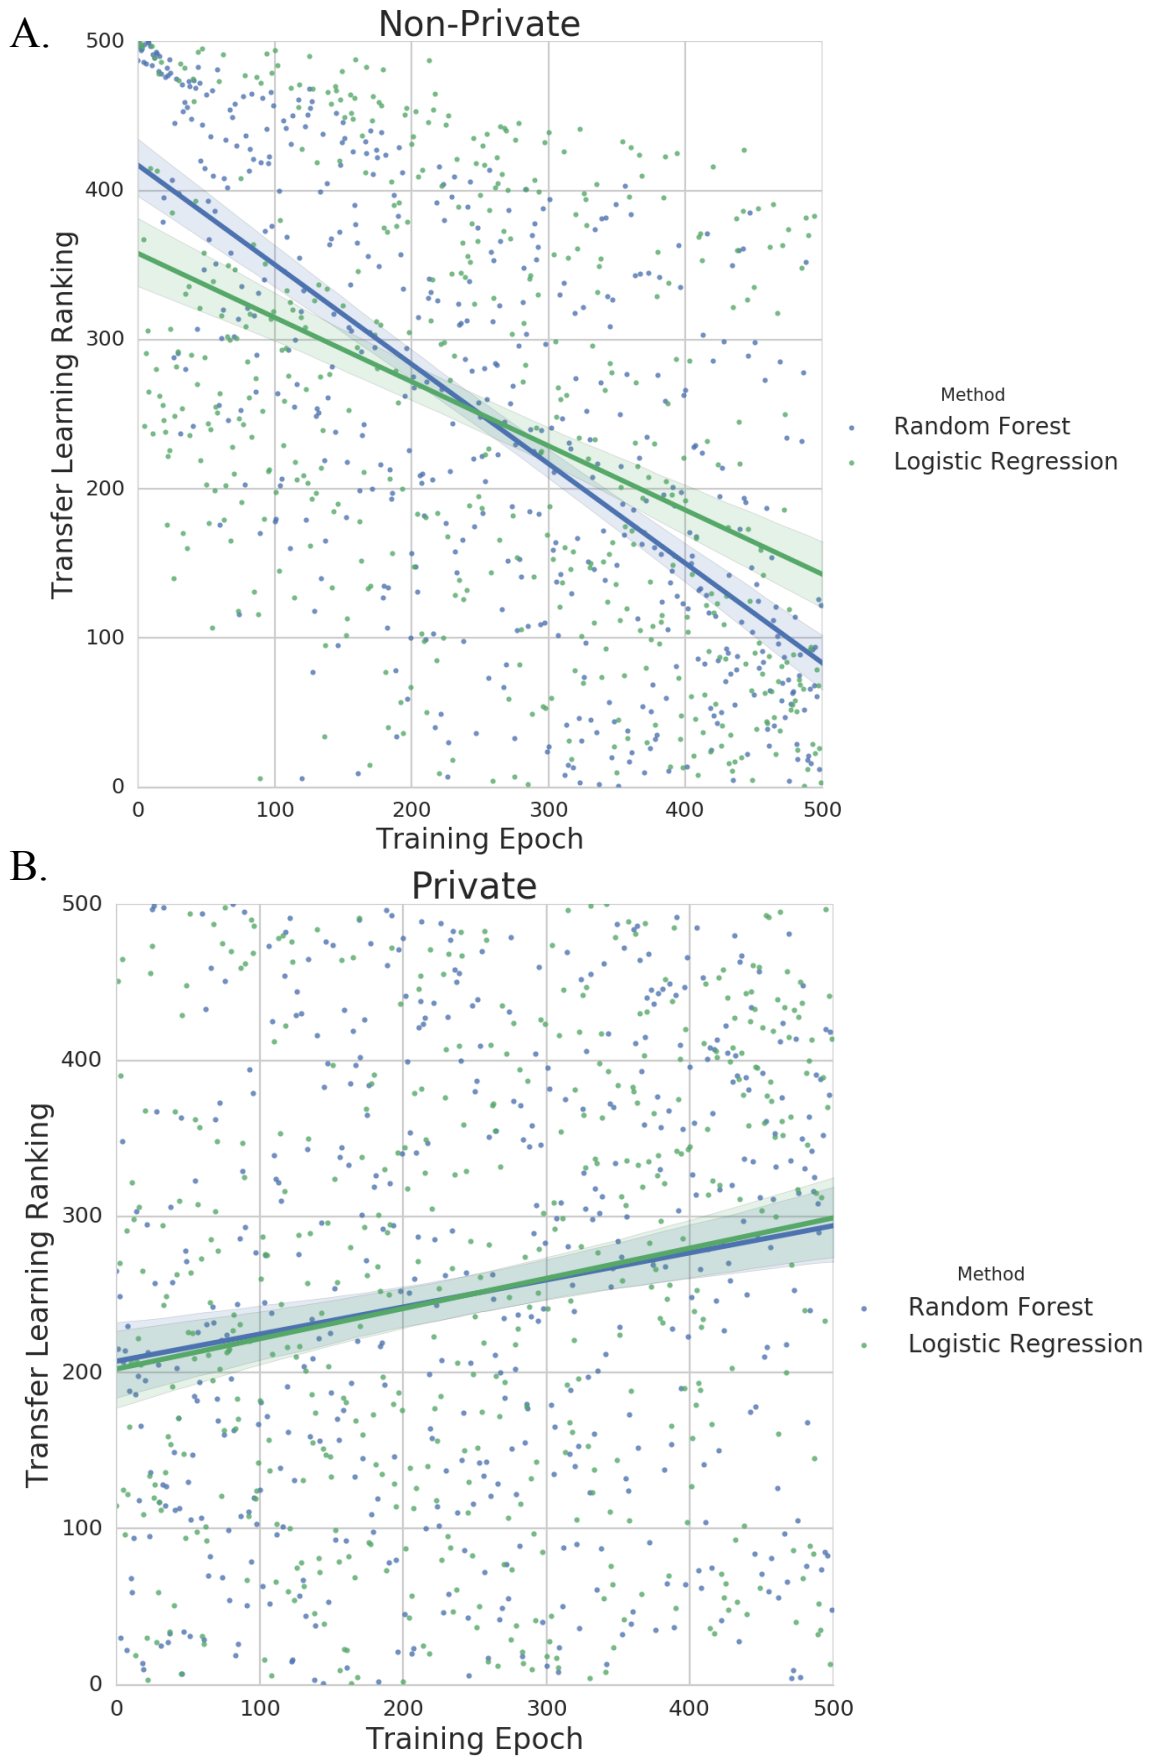 A.
Non-Private
500
400
300
200
100
0
Transfer Learning Ranking
0 100 200 300 400 500
Training Epoch
Method
Random Forest
Logistic Regression
B.
Private
500
400
300
200
100
0
Transfer Learning Ranking
0 100 200 300 400 500
Training Epoch
Method
Random Forest
Logistic Regression